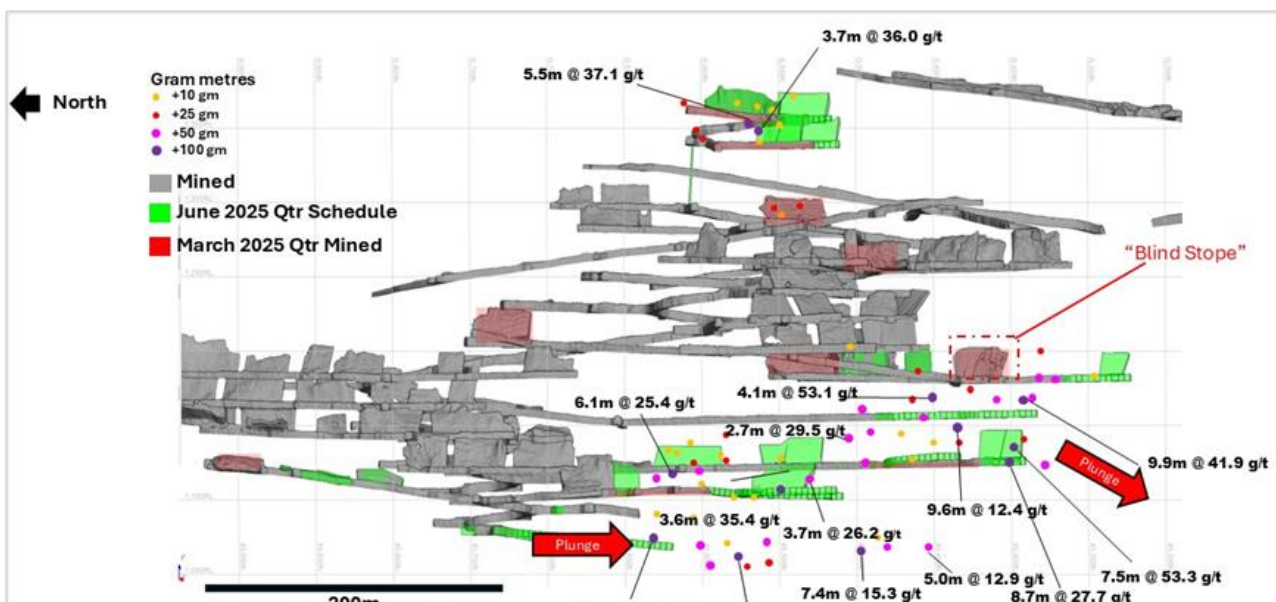 3.7m @ 36.0 g/t
5.5m @ 37.1 g/t
North
Gram metres
+10 gm
+25 gm
+50 gm
+100 gm
Mined
June 2025 Qtr Schedule
March 2025 Qtr Mined
“Blind Stope”
4.1m @ 53.1 g/t
6.1m @ 25.4 g/t
2.7m @ 29.5 g/t
Plunge
9.9m @ 41.9 g/t
9.6m @ 12.4 g/t
3.6m @ 35.4 g/t
3.7m @ 26.2 g/t
Plunge
7.5m @ 53.3 g/t
5.0m @ 12.9 g/t
7.4m @ 15.3 g/t
8.7m @ 27.7 g/t